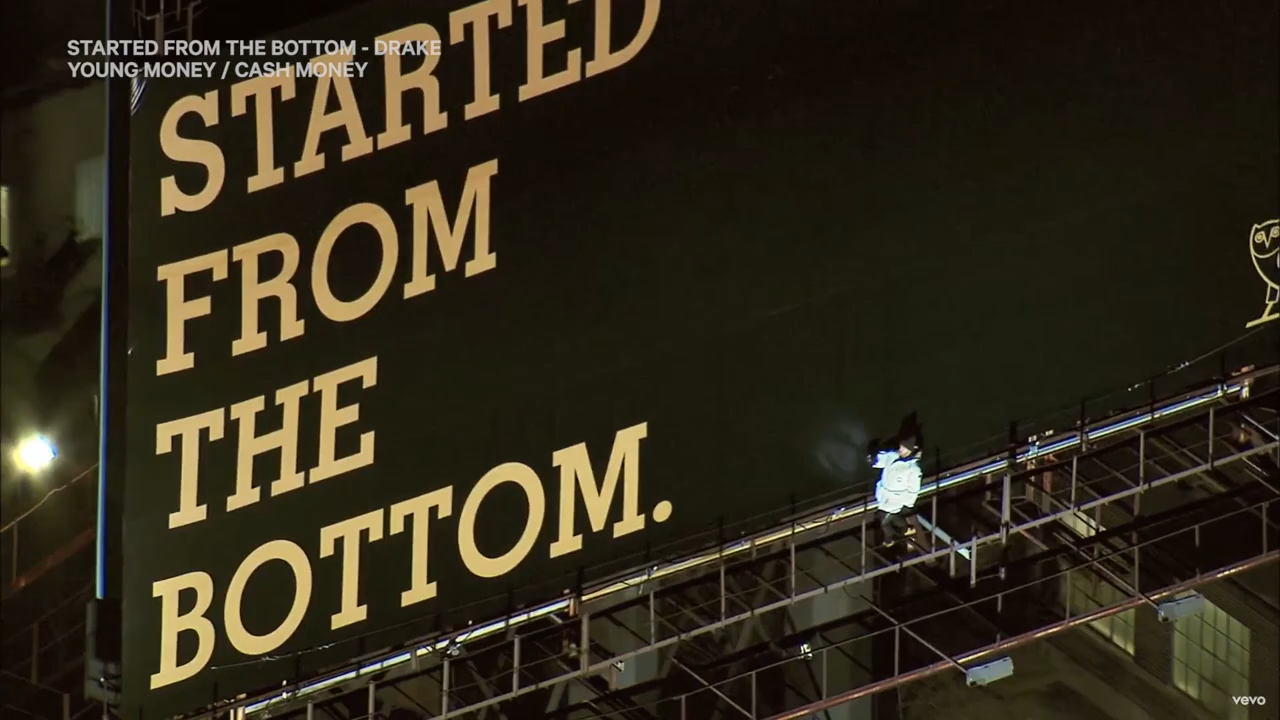 STARTED FROM THE BOTTOM - DRAKE
YOUNG MONEY / CASH MONEY
STARTED
FROM
THE
BOTTOM.
vevo